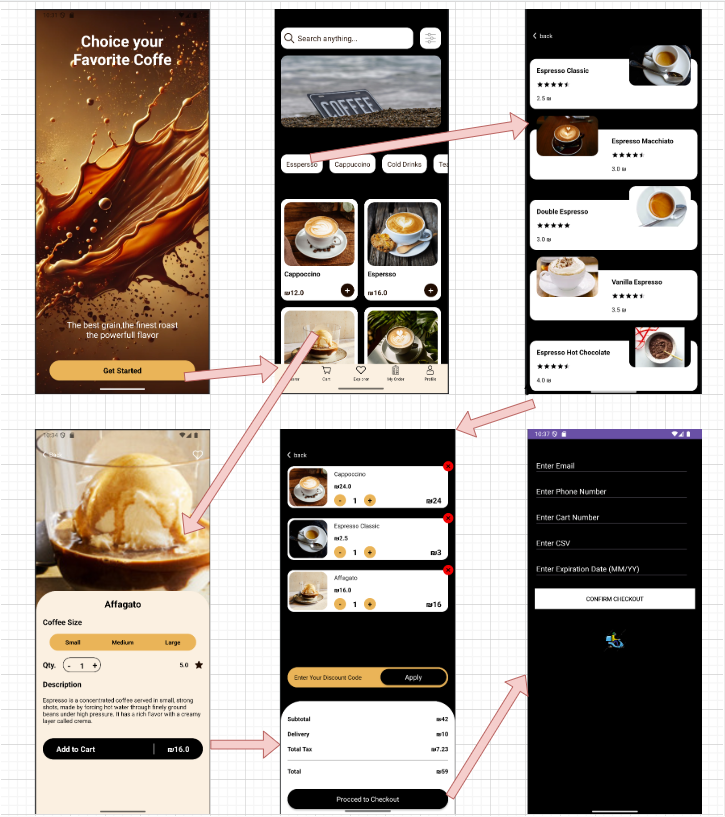 Choice your
Favorite Coffe
The best grain,the finest roast
the powerfull flavor
Get Started
Search anything...
COFFEE
Esspersso
Cappuccino
Cold Drinks
Tea
Cappoccino
₪12.0
+
Espersso
₪16.0
+
Cart
Explorer
My Order
Profile
back
Espresso Classic
2.5 ₪
Espresso Macchiato
3.0 ₪
Double Espresso
3.0 ₪
Vanilla Espresso
3.5 ₪
Espresso Hot Chocolate
4.0 ₪
10:34
Affagato
Coffee Size
Small Medium Large
Qty. - 1 + 5.0
Description
Espresso is a concentrated coffee served in small, strong
shots, made by forcing hot water through finely ground
beans under high pressure. It has a rich flavor with a creamy
layer called crema.
Add to Cart ₪16.0
back
Cappoccino
₪24.0
- 1 + ₪24
Espresso Classic
₪2.5
- 1 + ₪3
Affagato
₪16.0
- 1 + ₪16
Enter Your Discount Code Apply
Subtotal ₪42
Delivery ₪10
Total Tax ₪7.23
Total ₪59
Procced to Checkout
10:37
Enter Email
Enter Phone Number
Enter Cart Number
Enter CSV
Enter Expiration Date (MM/YY)
CONFIRM CHECKOUT